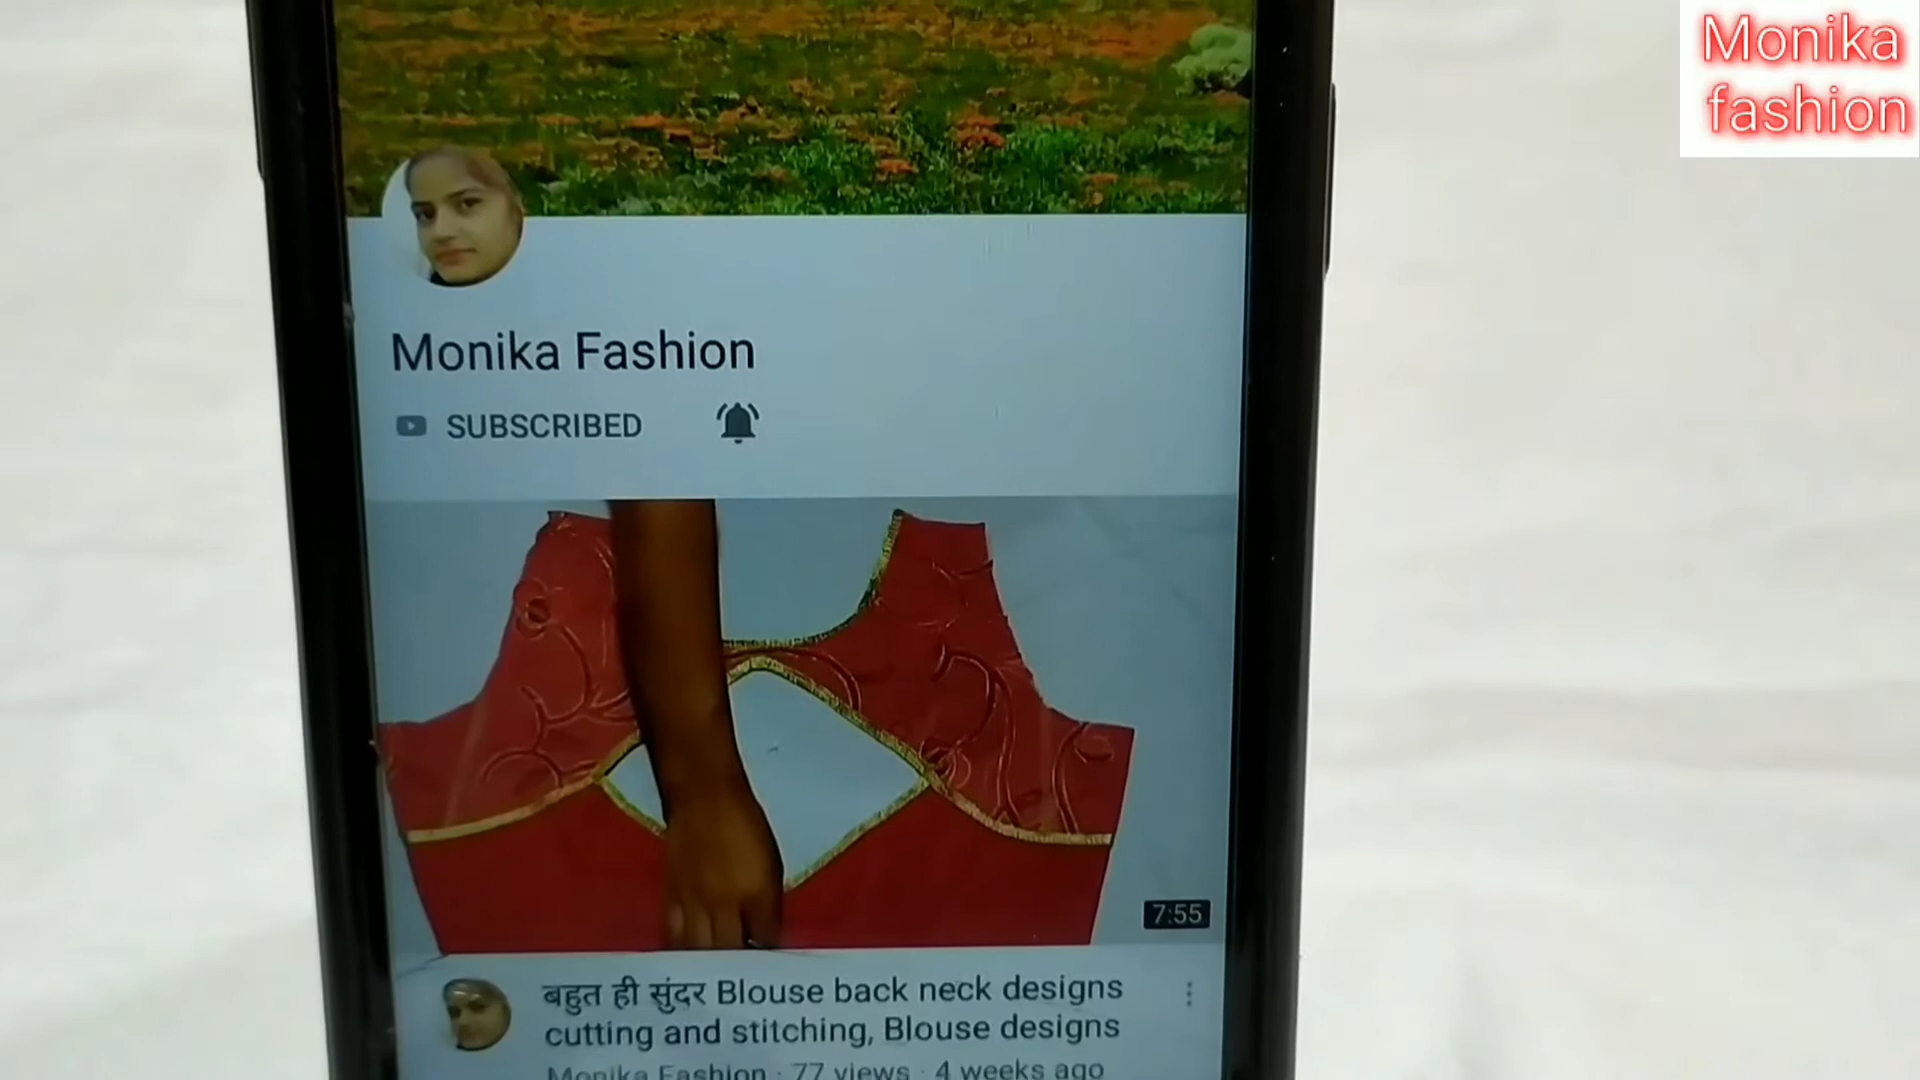 Monika
fashion
Monika Fashion
SUBSCRIBED
7:55
बहुत ही सुंदर Blouse back neck designs
cutting and stitching, Blouse designs
Monika Fashion · 77 views · 4 weeks ago